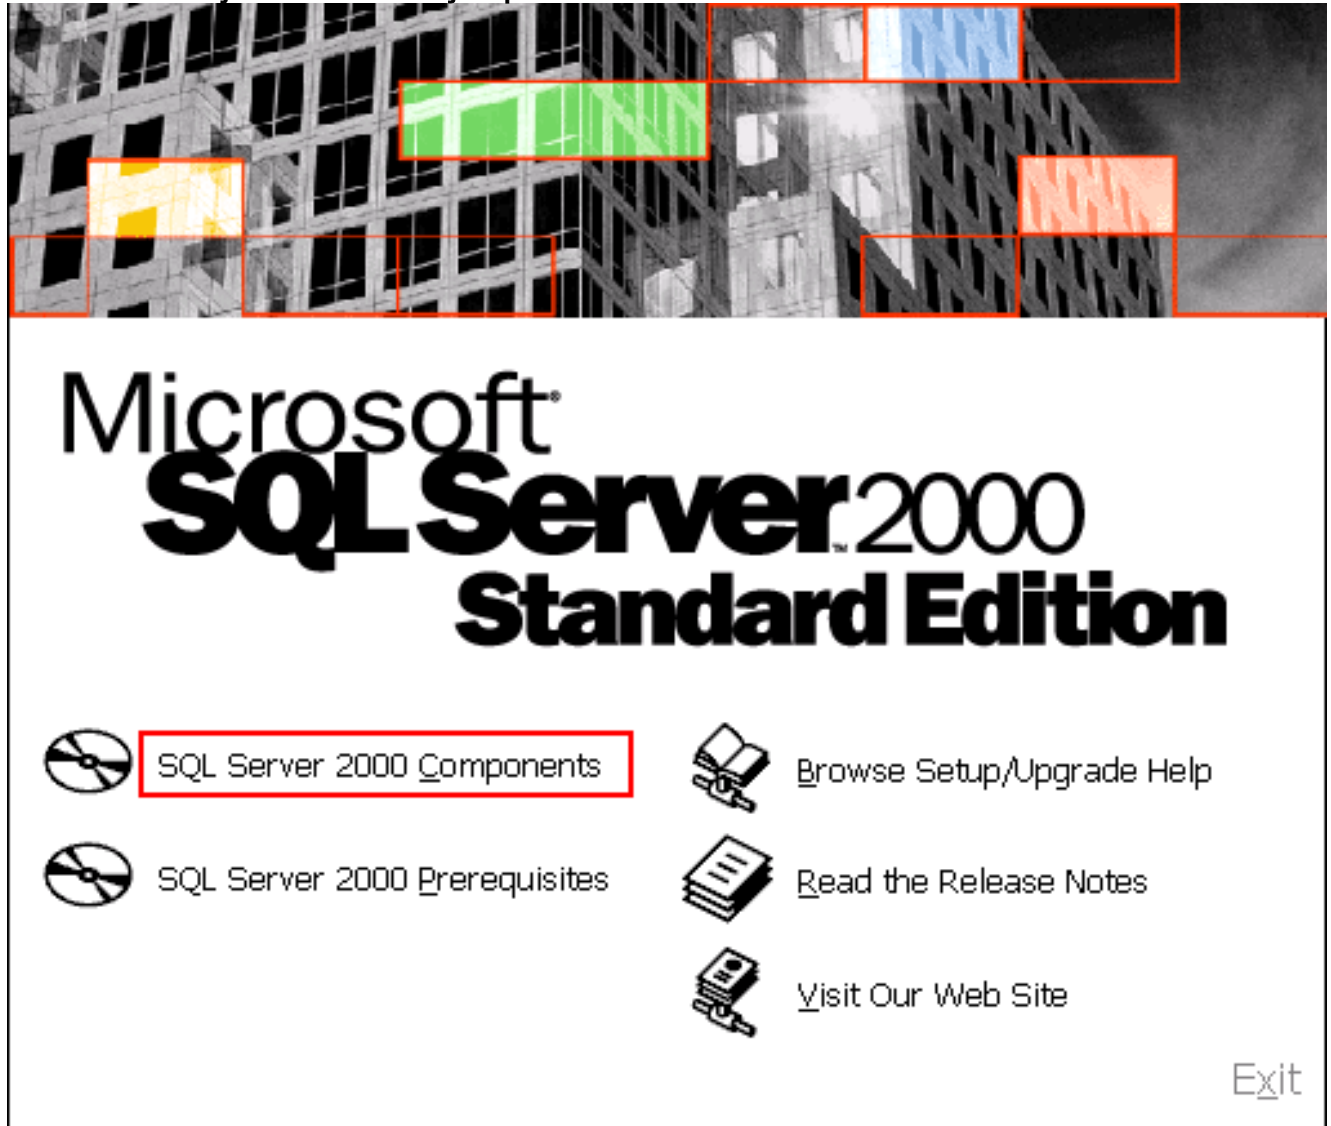 Microsoft®
SQL Server™ 2000
Standard Edition
SQL Server 2000 Components
SQL Server 2000 Prerequisites
Browse Setup/Upgrade Help
Read the Release Notes
Visit Our Web Site
Exit